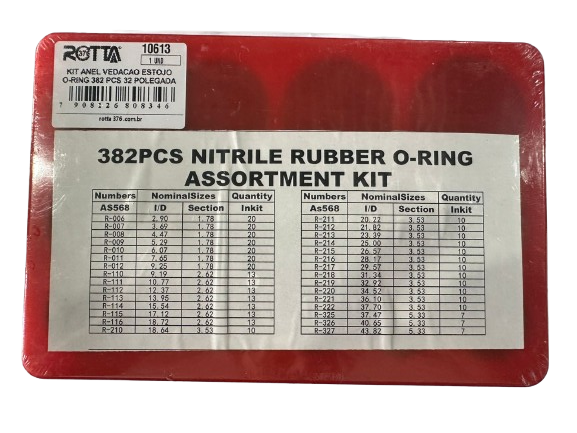 ROTTA 376
10613
1 UND
KIT ANEL VEDACAO ESTOJO
O-RING 382 PCS 32 POLEGADA
7 908226 808346
rotta376.com.br
382PCS NITRILE RUBBER O-RING
ASSORTMENT KIT
Numbers NominalSizes Quantity
AS568 I/D Section Inkit
R-006 2.90 1.78 20
R-007 3.69 1.78 20
R-008 4.47 1.78 20
R-009 5.29 1.78 20
R-010 6.07 1.78 20
R-011 7.65 1.78 20
R-012 9.25 1.78 20
R-110 9.19 2.62 13
R-111 10.77 2.62 13
R-112 12.37 2.62 13
R-113 13.95 2.62 13
R-114 15.54 2.62 13
R-115 17.12 2.62 13
R-116 18.72 2.62 13
R-210 18.64 3.53 10
Numbers NominalSizes Quantity
As568 I/D Section Inkit
R-211 20.22 3.53 10
R-212 21.82 3.53 10
R-213 23.39 3.53 10
R-214 25.00 3.53 10
R-215 26.57 3.53 10
R-216 28.17 3.53 10
R-217 29.57 3.53 10
R-218 31.34 3.53 10
R-219 32.92 3.53 10
R-220 34.52 3.53 10
R-221 36.10 3.53 10
R-222 37.70 3.53 10
R-325 37.47 5.33 7
R-326 40.65 5.33 7
R-327 43.82 5.33 7